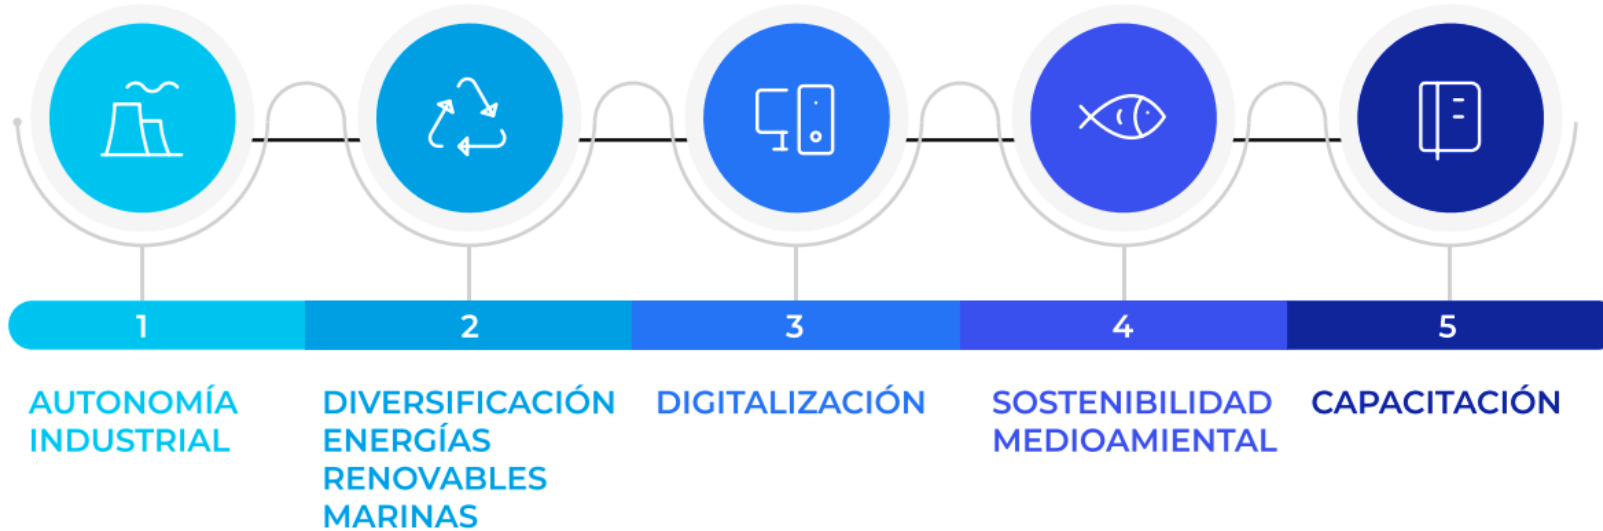 1
2
3
4
5
AUTONOMÍA
INDUSTRIAL
DIVERSIFICACIÓN
ENERGÍAS
RENOVABLES
MARINAS
DIGITALIZACIÓN
SOSTENIBILIDAD
MEDIOAMIENTAL
CAPACITACIÓN